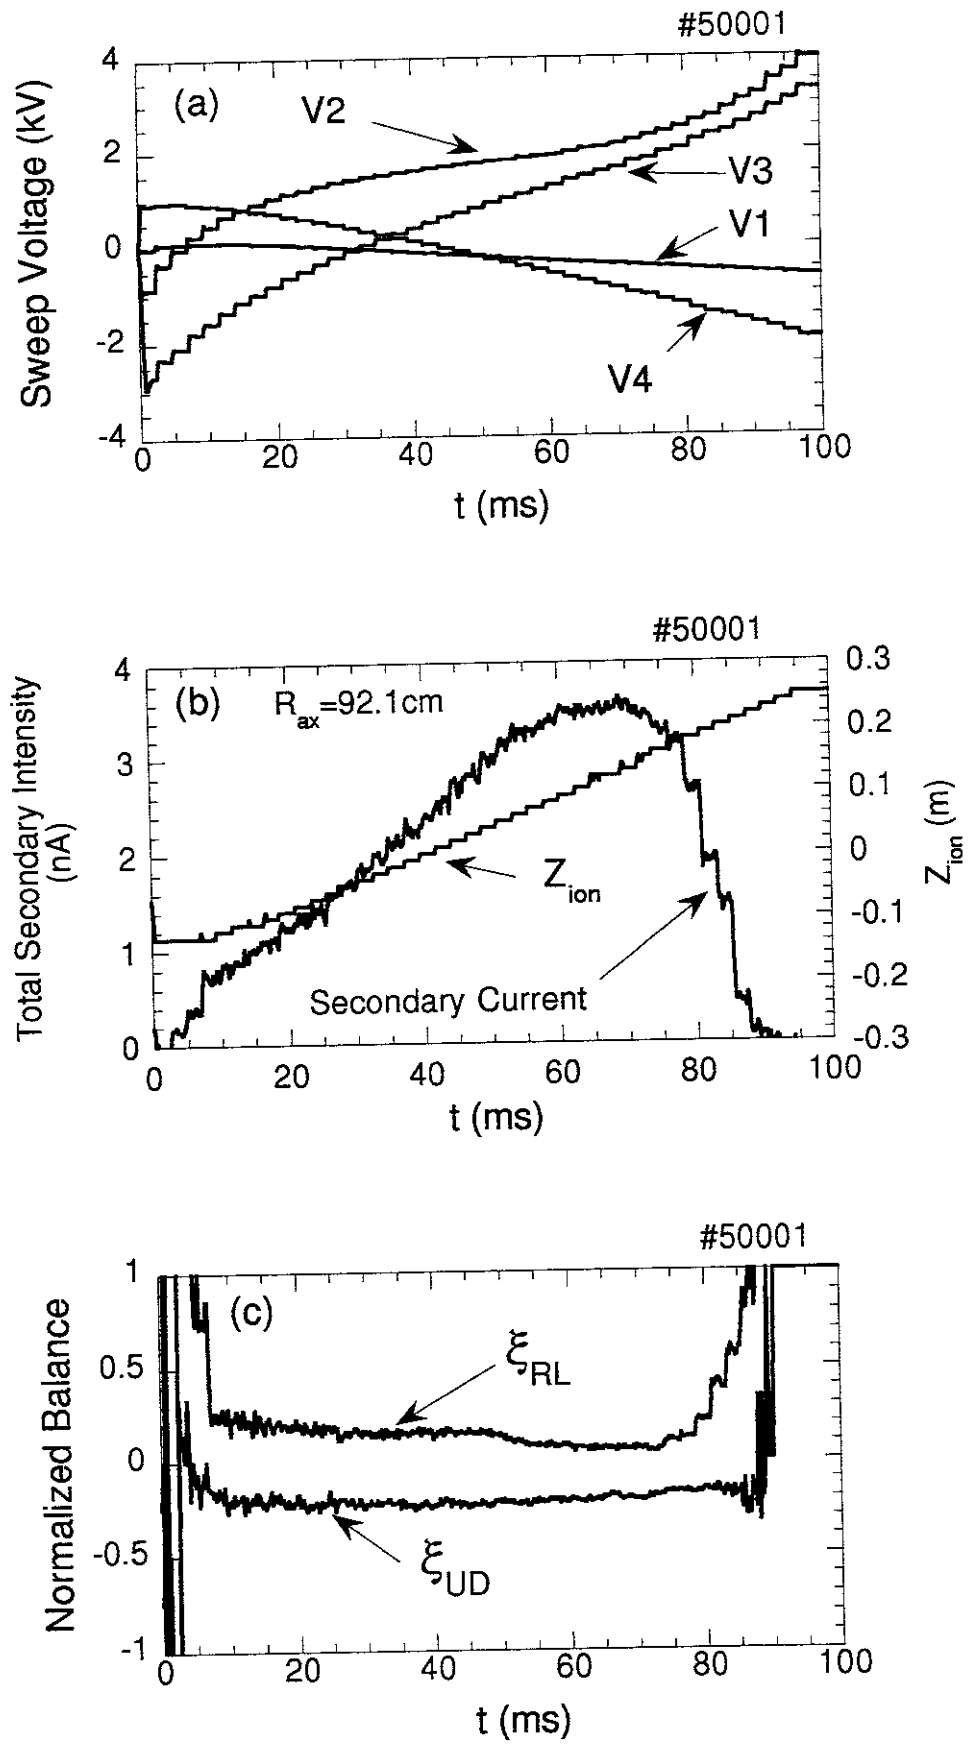 #50001
(a)
V2
V3
V1
V4
Sweep Voltage (kV)
4
2
0
-2
-4
0 20 40 60 80 100
t (ms)
#50001
(b) R_ax=92.1cm
Total Secondary Intensity
(nA)
4
3
2
1
0
0.3
0.2
0.1
0
-0.1
-0.2
-0.3
Z_ion (m)
Z_ion
Secondary Current
0 20 40 60 80 100
t (ms)
#50001
(c)
ξ_RL
ξ_UD
Normalized Balance
1
0.5
0
-0.5
-1
0 20 40 60 80 100
t (ms)